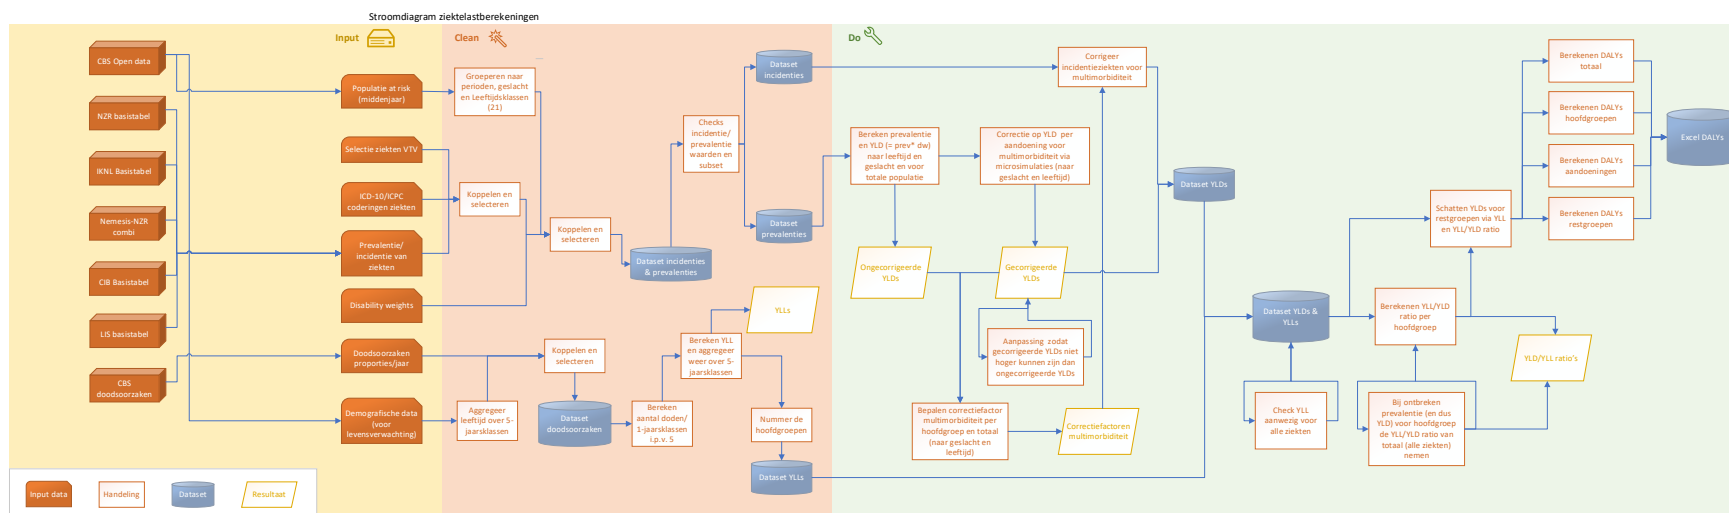 Stroomdiagram ziektelastberekeningen
Input
Clean
Do
CBS Open data
NZR basistabel
IKNL Basistabel
Nemesis-NZR
combi
CIB Basistabel
LIS basistabel
CBS
doodsoorzaken
Populatie at risk
(middenjaar)
Selectie ziekten VTV
ICD-10/ICPC
coderingen ziekten
Prevalentie/
incidentie van
ziekten
Disability weights
Doodsoorzaken
proporties/jaar
Demografische data
(voor
levensverwachting)
Groeperen naar
perioden, geslacht
en Leeftijdsklassen
(21)
Koppelen en
selecteren
Koppelen en
selecteren
Koppelen en
selecteren
Aggregeer
leeftijd over 5-
jaarsklassen
Dataset
doodsoorzaken
Dataset incidenties
& prevalenties
Bereken
aantal doden/
1-jaarsklassen
i.p.v. 5
Checks
incidentie/
prevalentie
waarden en
subset
Bereken YLL
en aggregeer
weer over 5-
jaarsklassen
Dataset
incidenties
Dataset
prevalenties
YLLs
Nummer de
hoofdgroepen
Dataset YLLs
Bereken prevalentie
en YLD (= prev* dw)
naar leeftijd en
geslacht en voor
totale populatie
Correctie op YLD per
aandoening voor
multimorbiditeit via
microsimulaties (naar
geslacht en leeftijd)
Corrigeer
incidentieziekten voor
multimorbiditeit
Ongecorrigeerde
YLDs
Gecorrigeerde
YLDs
Aanpassing zodat
gecorrigeerde YLDs niet
hoger kunnen zijn dan
ongecorrigeerde YLDs
Bepalen correctiefactor
multimorbiditeit per
hoofdgroep en totaal
(naar geslacht en
leeftijd)
Correctiefactoren
multimorbiditeit
Dataset YLDs
Dataset YLDs &
YLLs
Check YLL
aanwezig voor
alle ziekten
Schatten YLDs voor
restgroepen via YLL
en YLL/YLD ratio
Berekenen YLL/YLD
ratio per
hoofdgroep
Bij ontbreken
prevalentie (en dus
YLD) voor hoofdgroep
de YLL/YLD ratio van
totaal (alle ziekten)
nemen
YLD/YLL ratio's
Berekenen DALYs
totaal
Berekenen DALYs
hoofdgroepen
Berekenen DALYs
aandoeningen
Berekenen DALYs
restgroepen
Excel DALYs
Input data
Handeling
Dataset
Resultaat